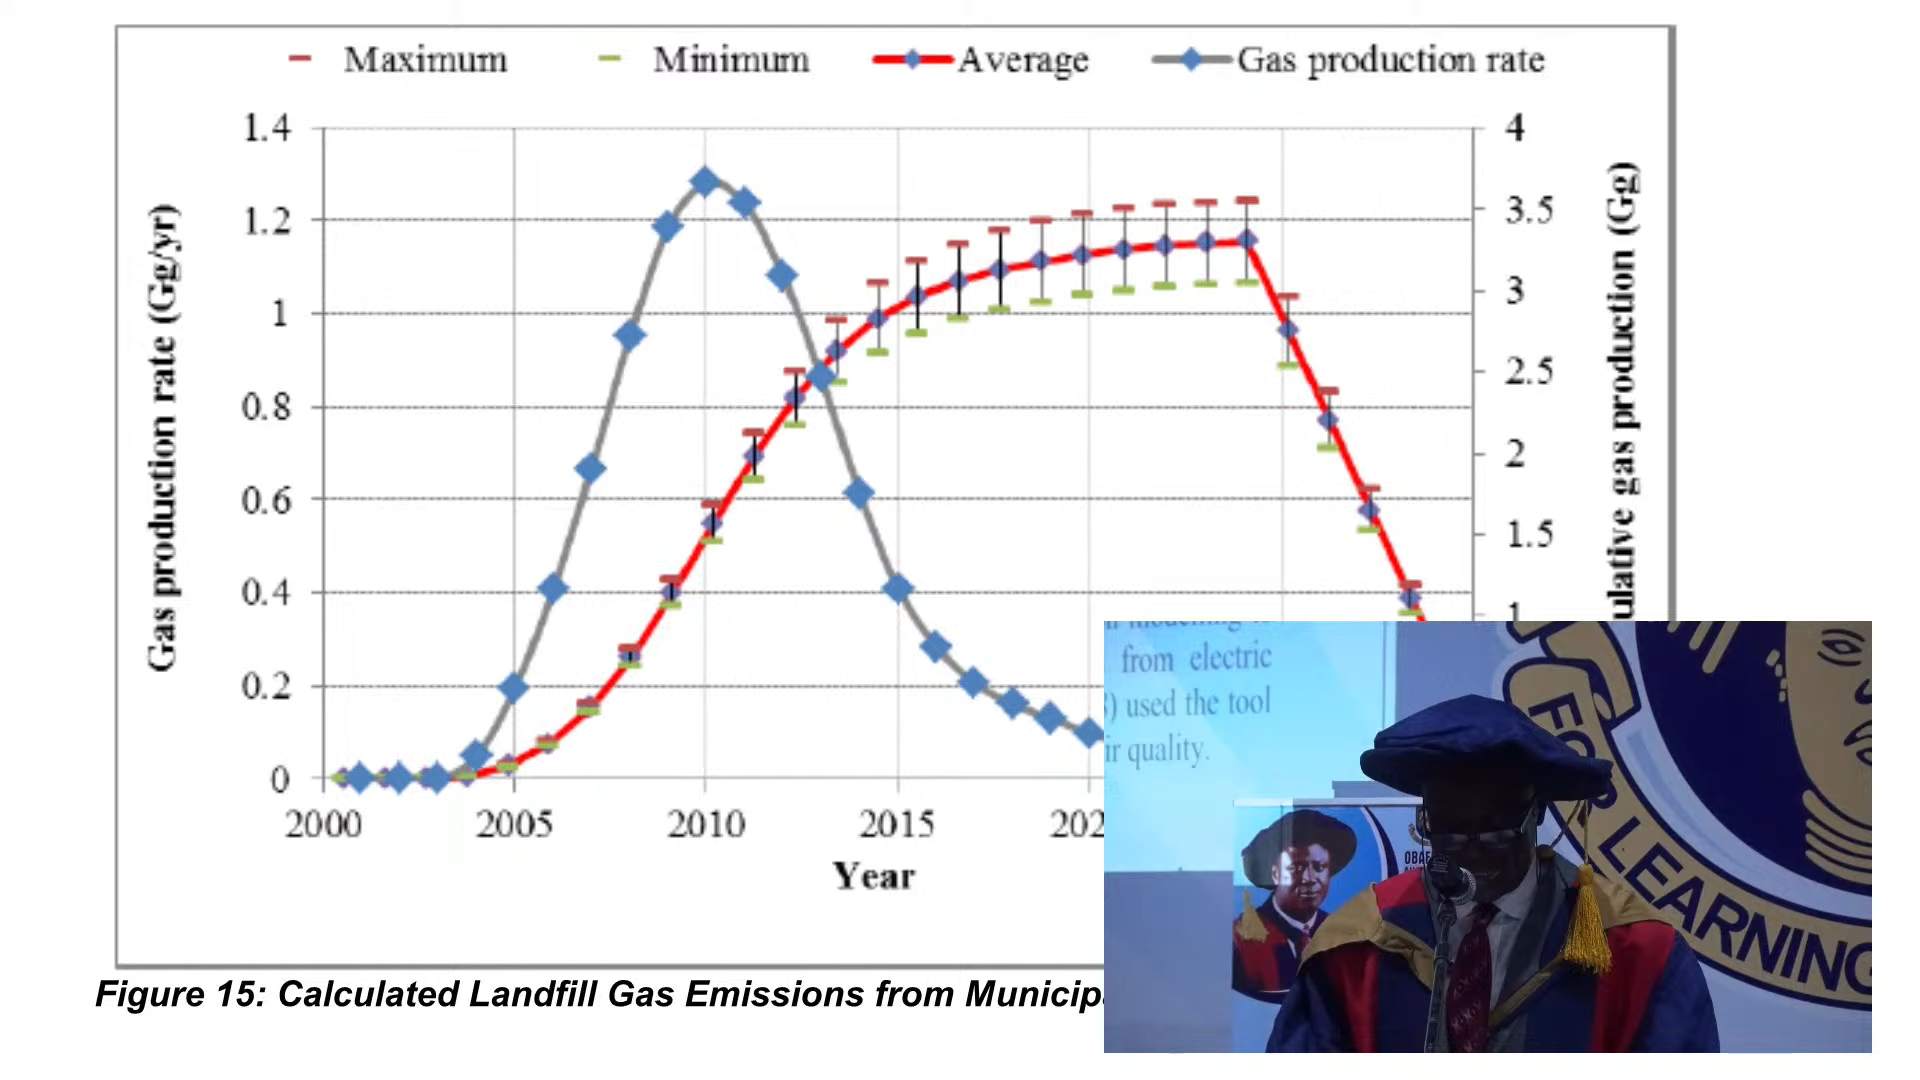 Maximum Minimum Average Gas production rate
1.4
1.2
1
0.8
0.6
0.4
0.2
0
Gas production rate (Gg/yr)
4
3.5
3
2.5
2
1.5
1
ulative gas production (Gg)
2000 2005 2010 2015 202
Year
Figure 15: Calculated Landfill Gas Emissions from Municip
from electric
) used the tool
ir quality.
OBAF
FOR LEARNING